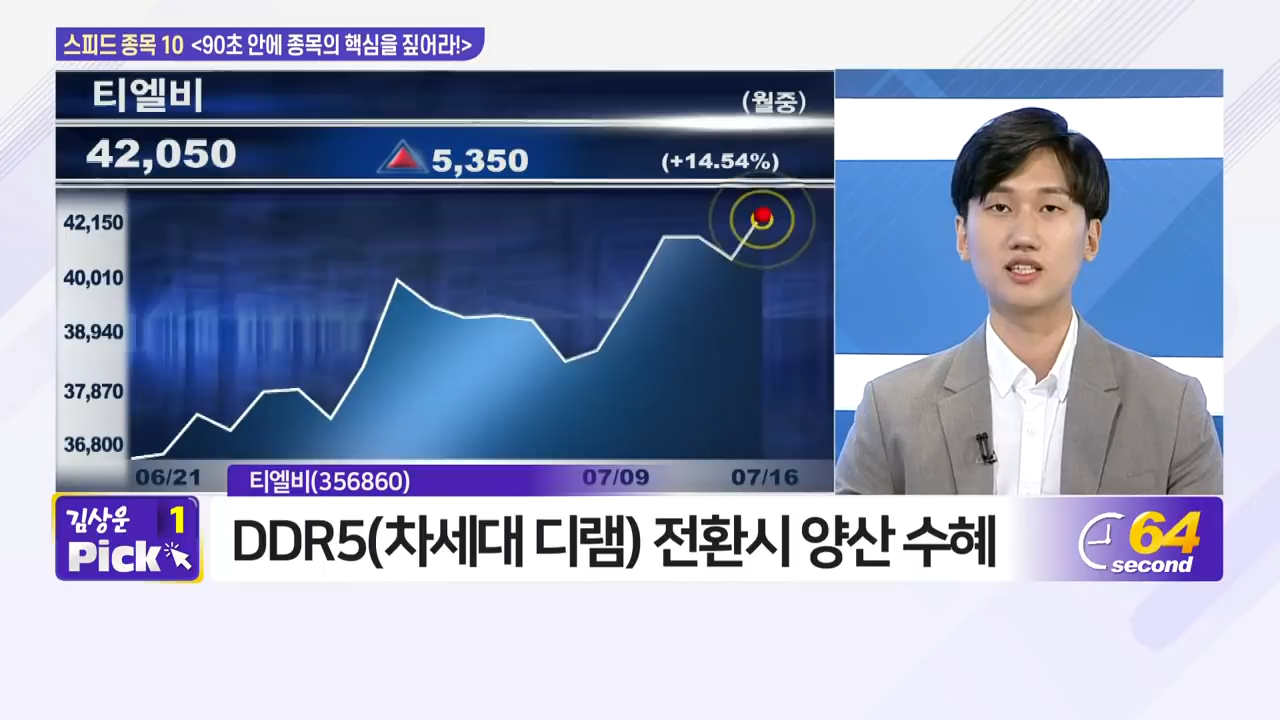 스피드 종목 10 <90초 안에 종목의 핵심을 짚어라!>
티엘비
(월중)
42,050
5,350
(+14.54%)
42,150
40,010
38,940
37,870
36,800
06/21
07/09
07/16
티엘비(356860)
김상운 1
Pick
DDR5(차세대 디램) 전환시 양산 수혜
64
second